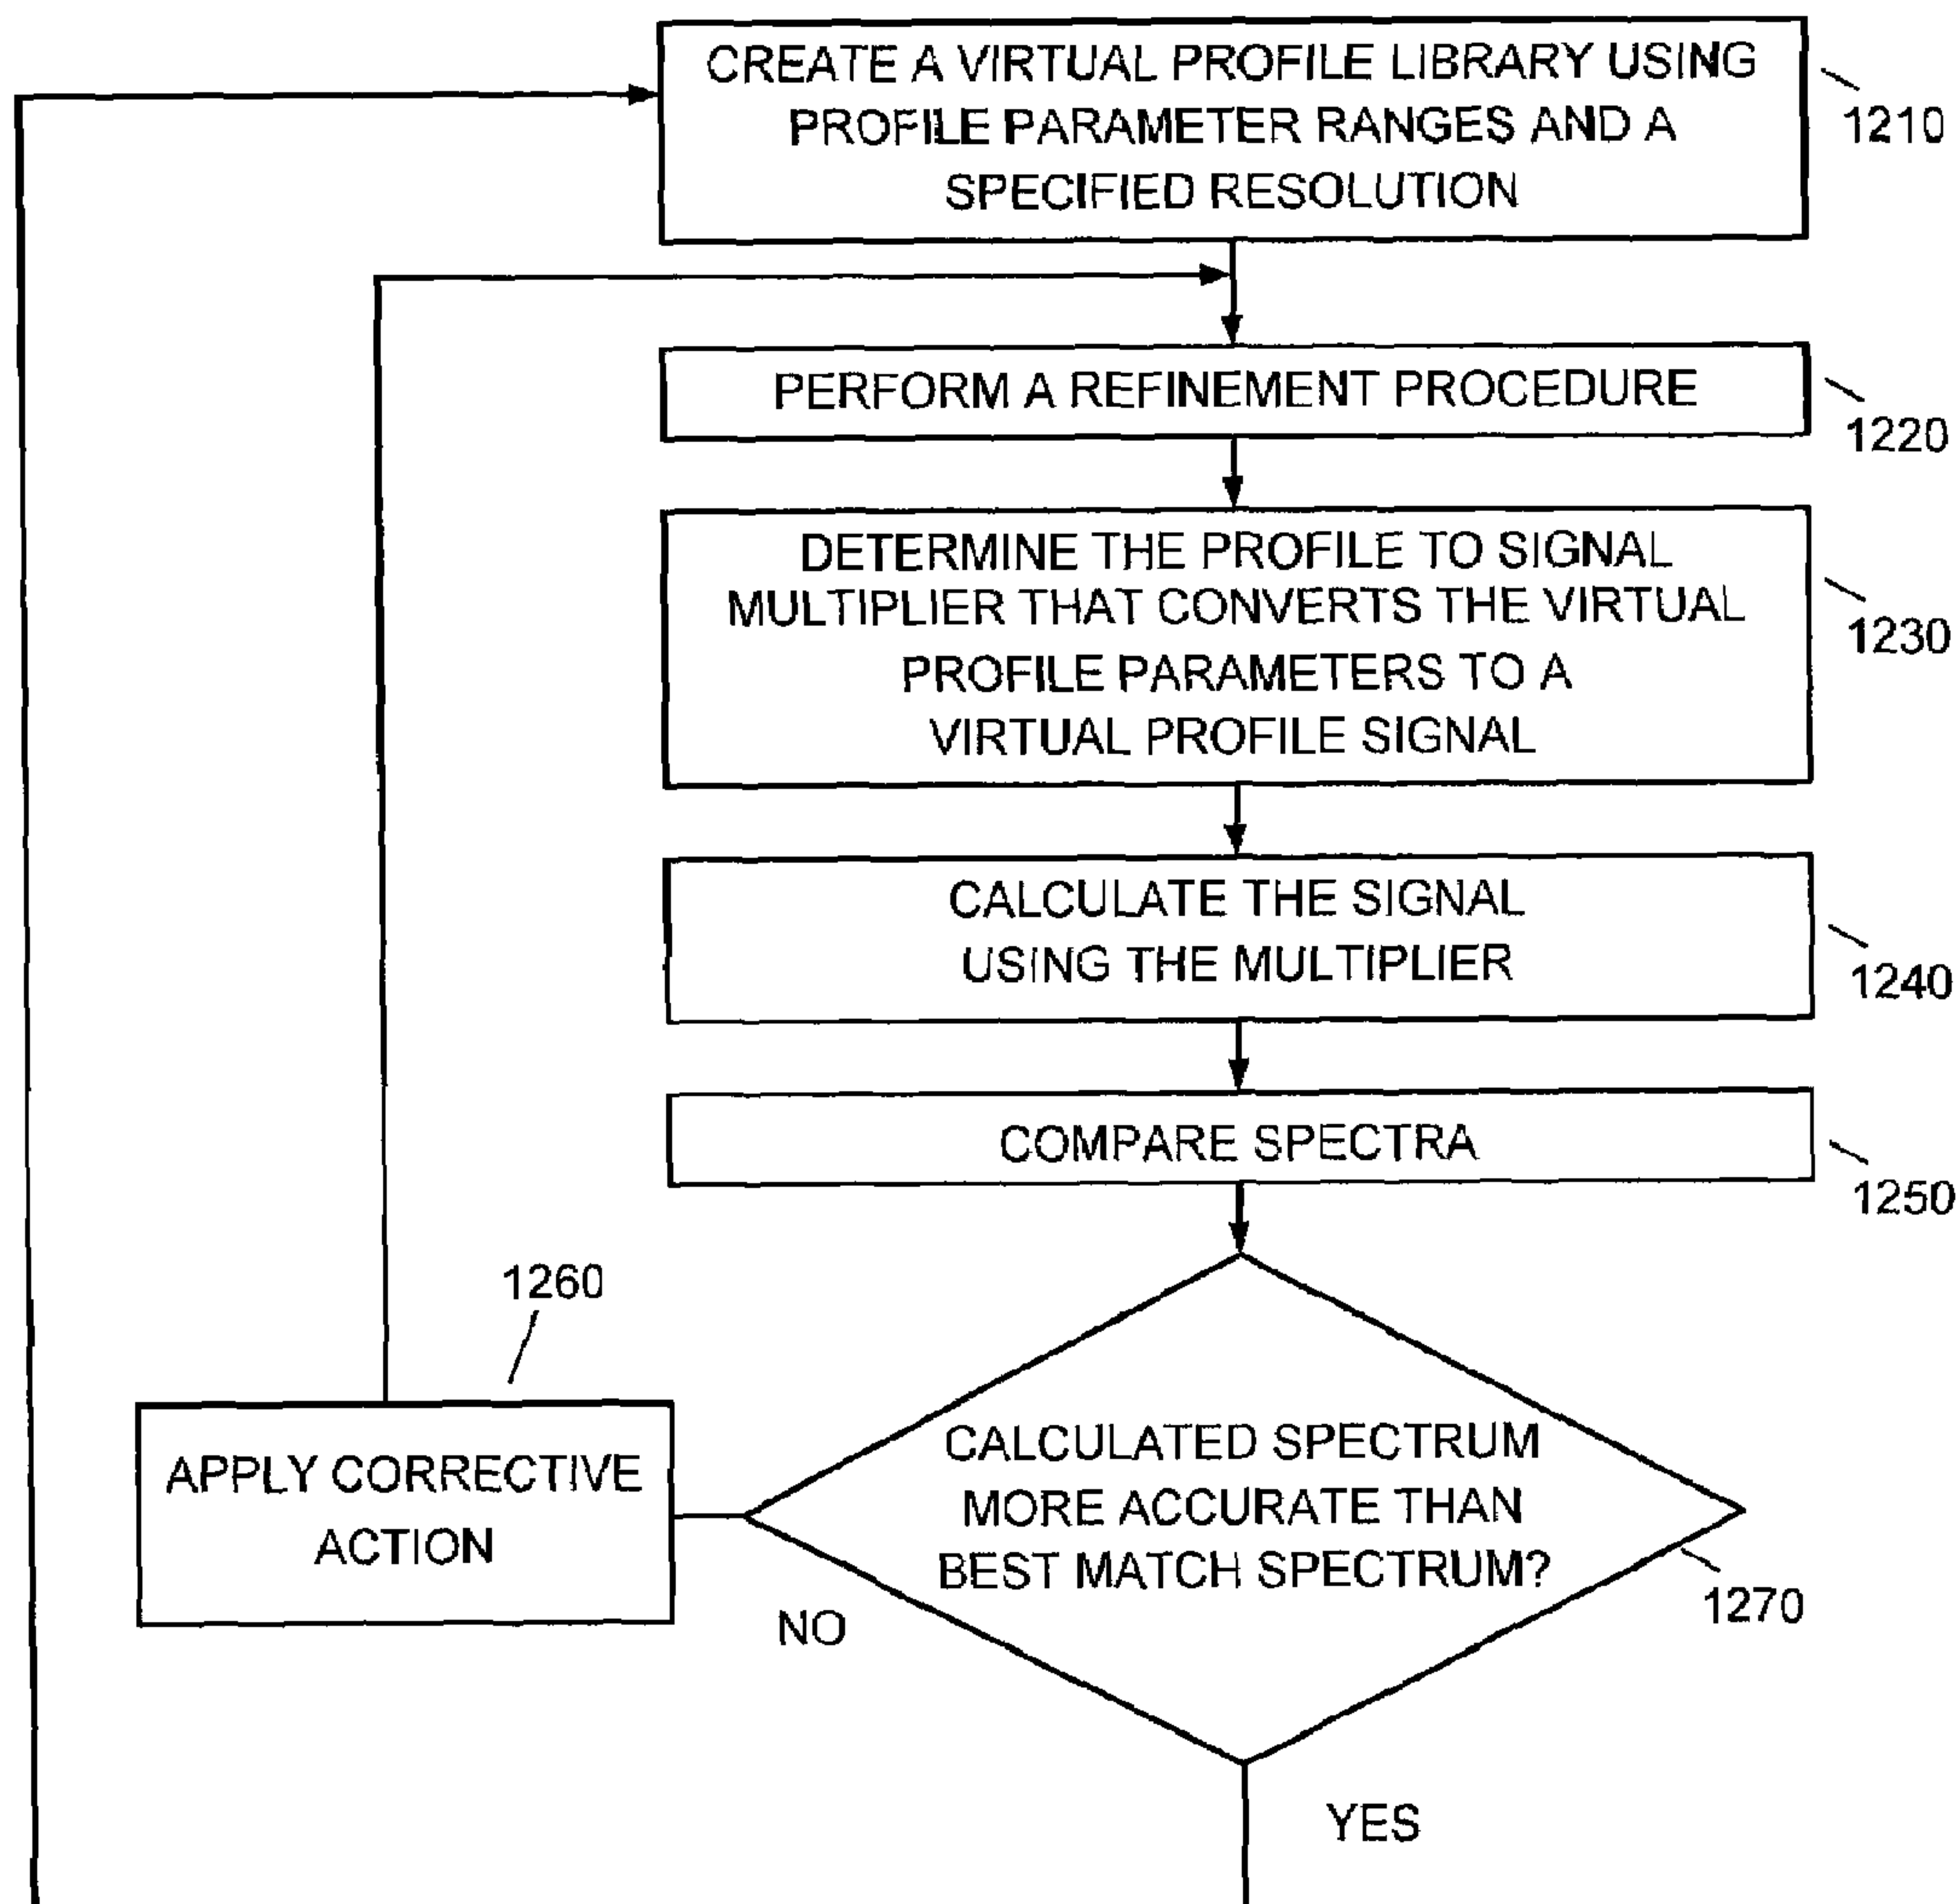 CREATE A VIRTUAL PROFILE LIBRARY USING
PROFILE PARAMETER RANGES AND A
SPECIFIED RESOLUTION
1210
PERFORM A REFINEMENT PROCEDURE
1220
DETERMINE THE PROFILE TO SIGNAL
MULTIPLIER THAT CONVERTS THE VIRTUAL
PROFILE PARAMETERS TO A
VIRTUAL PROFILE SIGNAL
1230
CALCULATE THE SIGNAL
USING THE MULTIPLIER
1240
COMPARE SPECTRA
1250
1260
APPLY CORRECTIVE
ACTION
CALCULATED SPECTRUM
MORE ACCURATE THAN
BEST MATCH SPECTRUM?
1270
NO
YES